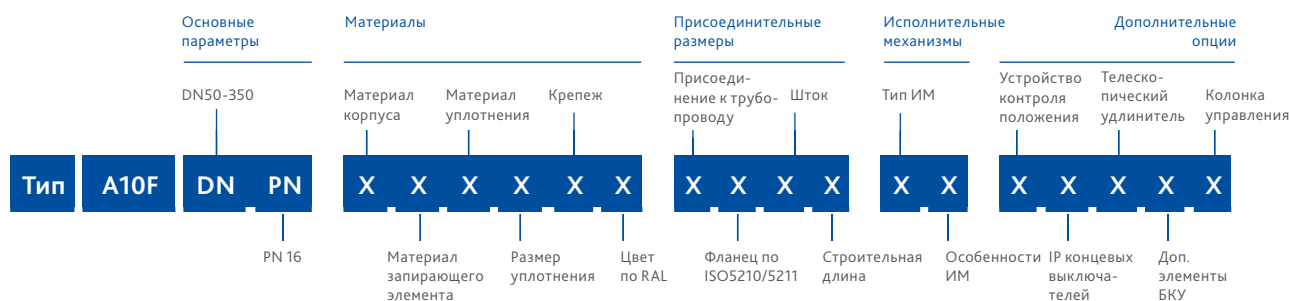 Основные
параметры
Материалы
Присоединительные
размеры
Исполнительные
механизмы
Дополнительные
опции
DN50-350
Материал
корпуса
Материал
уплотнения
Крепеж
Присоеди-
нение к трубо-
проводу
Шток
Тип ИМ
Устройство
контроля
положения
Телеско-
пический
удлинитель
Колонка
управления
Тип A10F DN PN X X X X X X X X X X X X X X X X X
PN 16
Материал
запирающего
элемента
Размер
уплотнения
Цвет
по RAL
Фланец по
ISO5210/5211
Строительная
длина
Особенности
ИМ
IP концевых
выключа-
телей
Доп.
элементы
БКУ